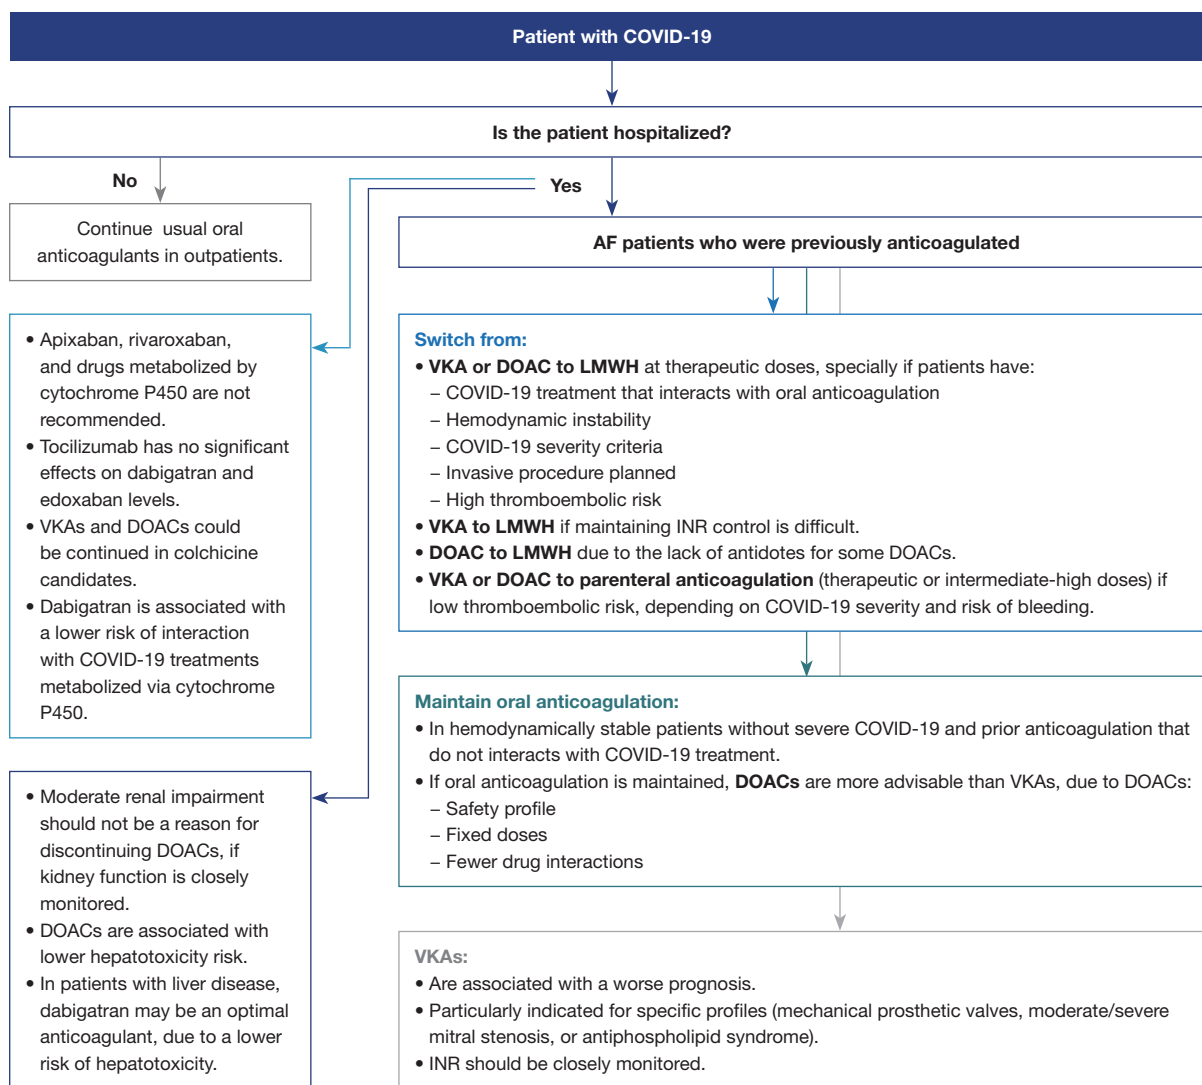 Patient with COVID-19
Is the patient hospitalized?
No
Yes
Continue usual oral
anticoagulants in outpatients.
AF patients who were previously anticoagulated
• Apixaban, rivaroxaban,
and drugs metabolized by
cytochrome P450 are not
recommended.
• Tocilizumab has no significant
effects on dabigatran and
edoxaban levels.
• VKAs and DOACs could
be continued in colchicine
candidates.
• Dabigatran is associated with
a lower risk of interaction
with COVID-19 treatments
metabolized via cytochrome
P450.
Switch from:
• VKA or DOAC to LMWH at therapeutic doses, specially if patients have:
– COVID-19 treatment that interacts with oral anticoagulation
– Hemodynamic instability
– COVID-19 severity criteria
– Invasive procedure planned
– High thromboembolic risk
• VKA to LMWH if maintaining INR control is difficult.
• DOAC to LMWH due to the lack of antidotes for some DOACs.
• VKA or DOAC to parenteral anticoagulation (therapeutic or intermediate-high doses) if
low thromboembolic risk, depending on COVID-19 severity and risk of bleeding.
Maintain oral anticoagulation:
• In hemodynamically stable patients without severe COVID-19 and prior anticoagulation that
do not interacts with COVID-19 treatment.
• If oral anticoagulation is maintained, DOACs are more advisable than VKAs, due to DOACs:
– Safety profile
– Fixed doses
– Fewer drug interactions
• Moderate renal impairment
should not be a reason for
discontinuing DOACs, if
kidney function is closely
monitored.
• DOACs are associated with
lower hepatotoxicity risk.
• In patients with liver disease,
dabigatran may be an optimal
anticoagulant, due to a lower
risk of hepatotoxicity.
VKAs:
• Are associated with a worse prognosis.
• Particularly indicated for specific profiles (mechanical prosthetic valves, moderate/severe
mitral stenosis, or antiphospholipid syndrome).
• INR should be closely monitored.